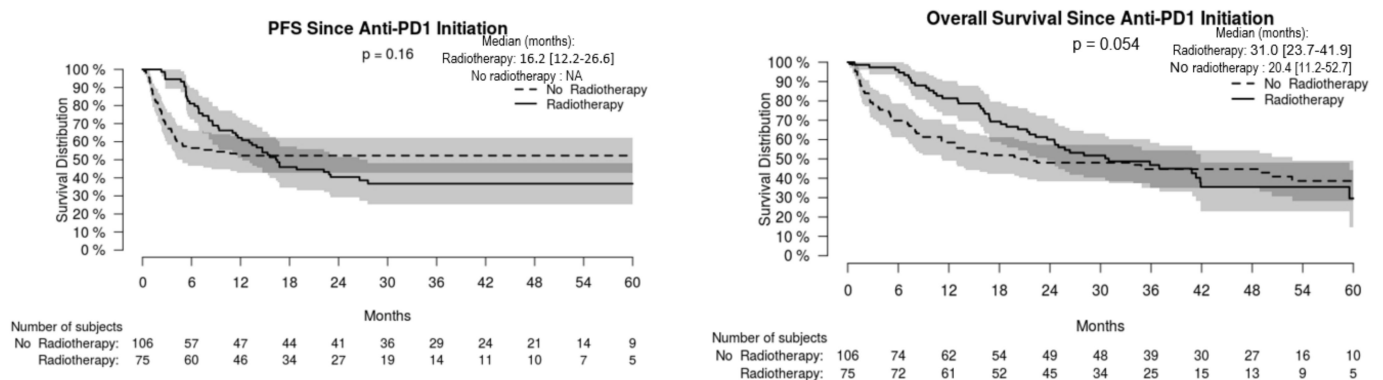 PFS Since Anti-PD1 Initiation
p = 0.16
Median (months):
Radiotherapy: 16.2 [12.2-26.6]
No radiotherapy : NA
No Radiotherapy
Radiotherapy
Survival Distribution
100 %
90 %
80 %
70 %
60 %
50 %
40 %
30 %
20 %
10 %
0 %
0 6 12 18 24 30 36 42 48 54 60
Months
Number of subjects
No Radiotherapy: 106 57 47 44 41 36 29 24 21 14 9
Radiotherapy: 75 60 46 34 27 19 14 11 10 7 5
Overall Survival Since Anti-PD1 Initiation
p = 0.054
Median (months):
Radiotherapy: 31.0 [23.7-41.9]
No radiotherapy : 20.4 [11.2-52.7]
No Radiotherapy
Radiotherapy
Survival Distribution
100 %
90 %
80 %
70 %
60 %
50 %
40 %
30 %
20 %
10 %
0 %
0 6 12 18 24 30 36 42 48 54 60
Months
Number of subjects
No Radiotherapy: 106 74 62 54 49 48 39 30 27 16 10
Radiotherapy: 75 72 61 52 45 34 25 15 13 9 5